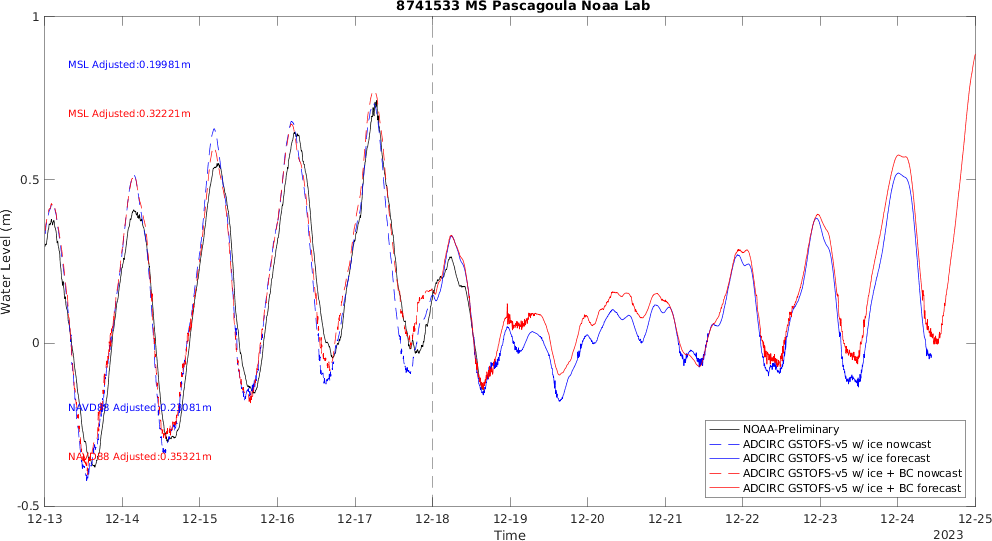 8741533 MS Pascagoula Noaa Lab
1
MSL Adjusted:0.19981m
MSL Adjusted:0.32221m
0.5
Water Level (m)
0
NAVD88 Adjusted:0.23081m
NAVD88 Adjusted:0.35321m
NOAA-Preliminary
ADCIRC GSTOFS-v5 w/ ice nowcast
ADCIRC GSTOFS-v5 w/ ice forecast
ADCIRC GSTOFS-v5 w/ ice + BC nowcast
ADCIRC GSTOFS-v5 w/ ice + BC forecast
-0.5
12-13 12-14 12-15 12-16 12-17 12-18 12-19 12-20 12-21 12-22 12-23 12-24 12-25
Time
2023